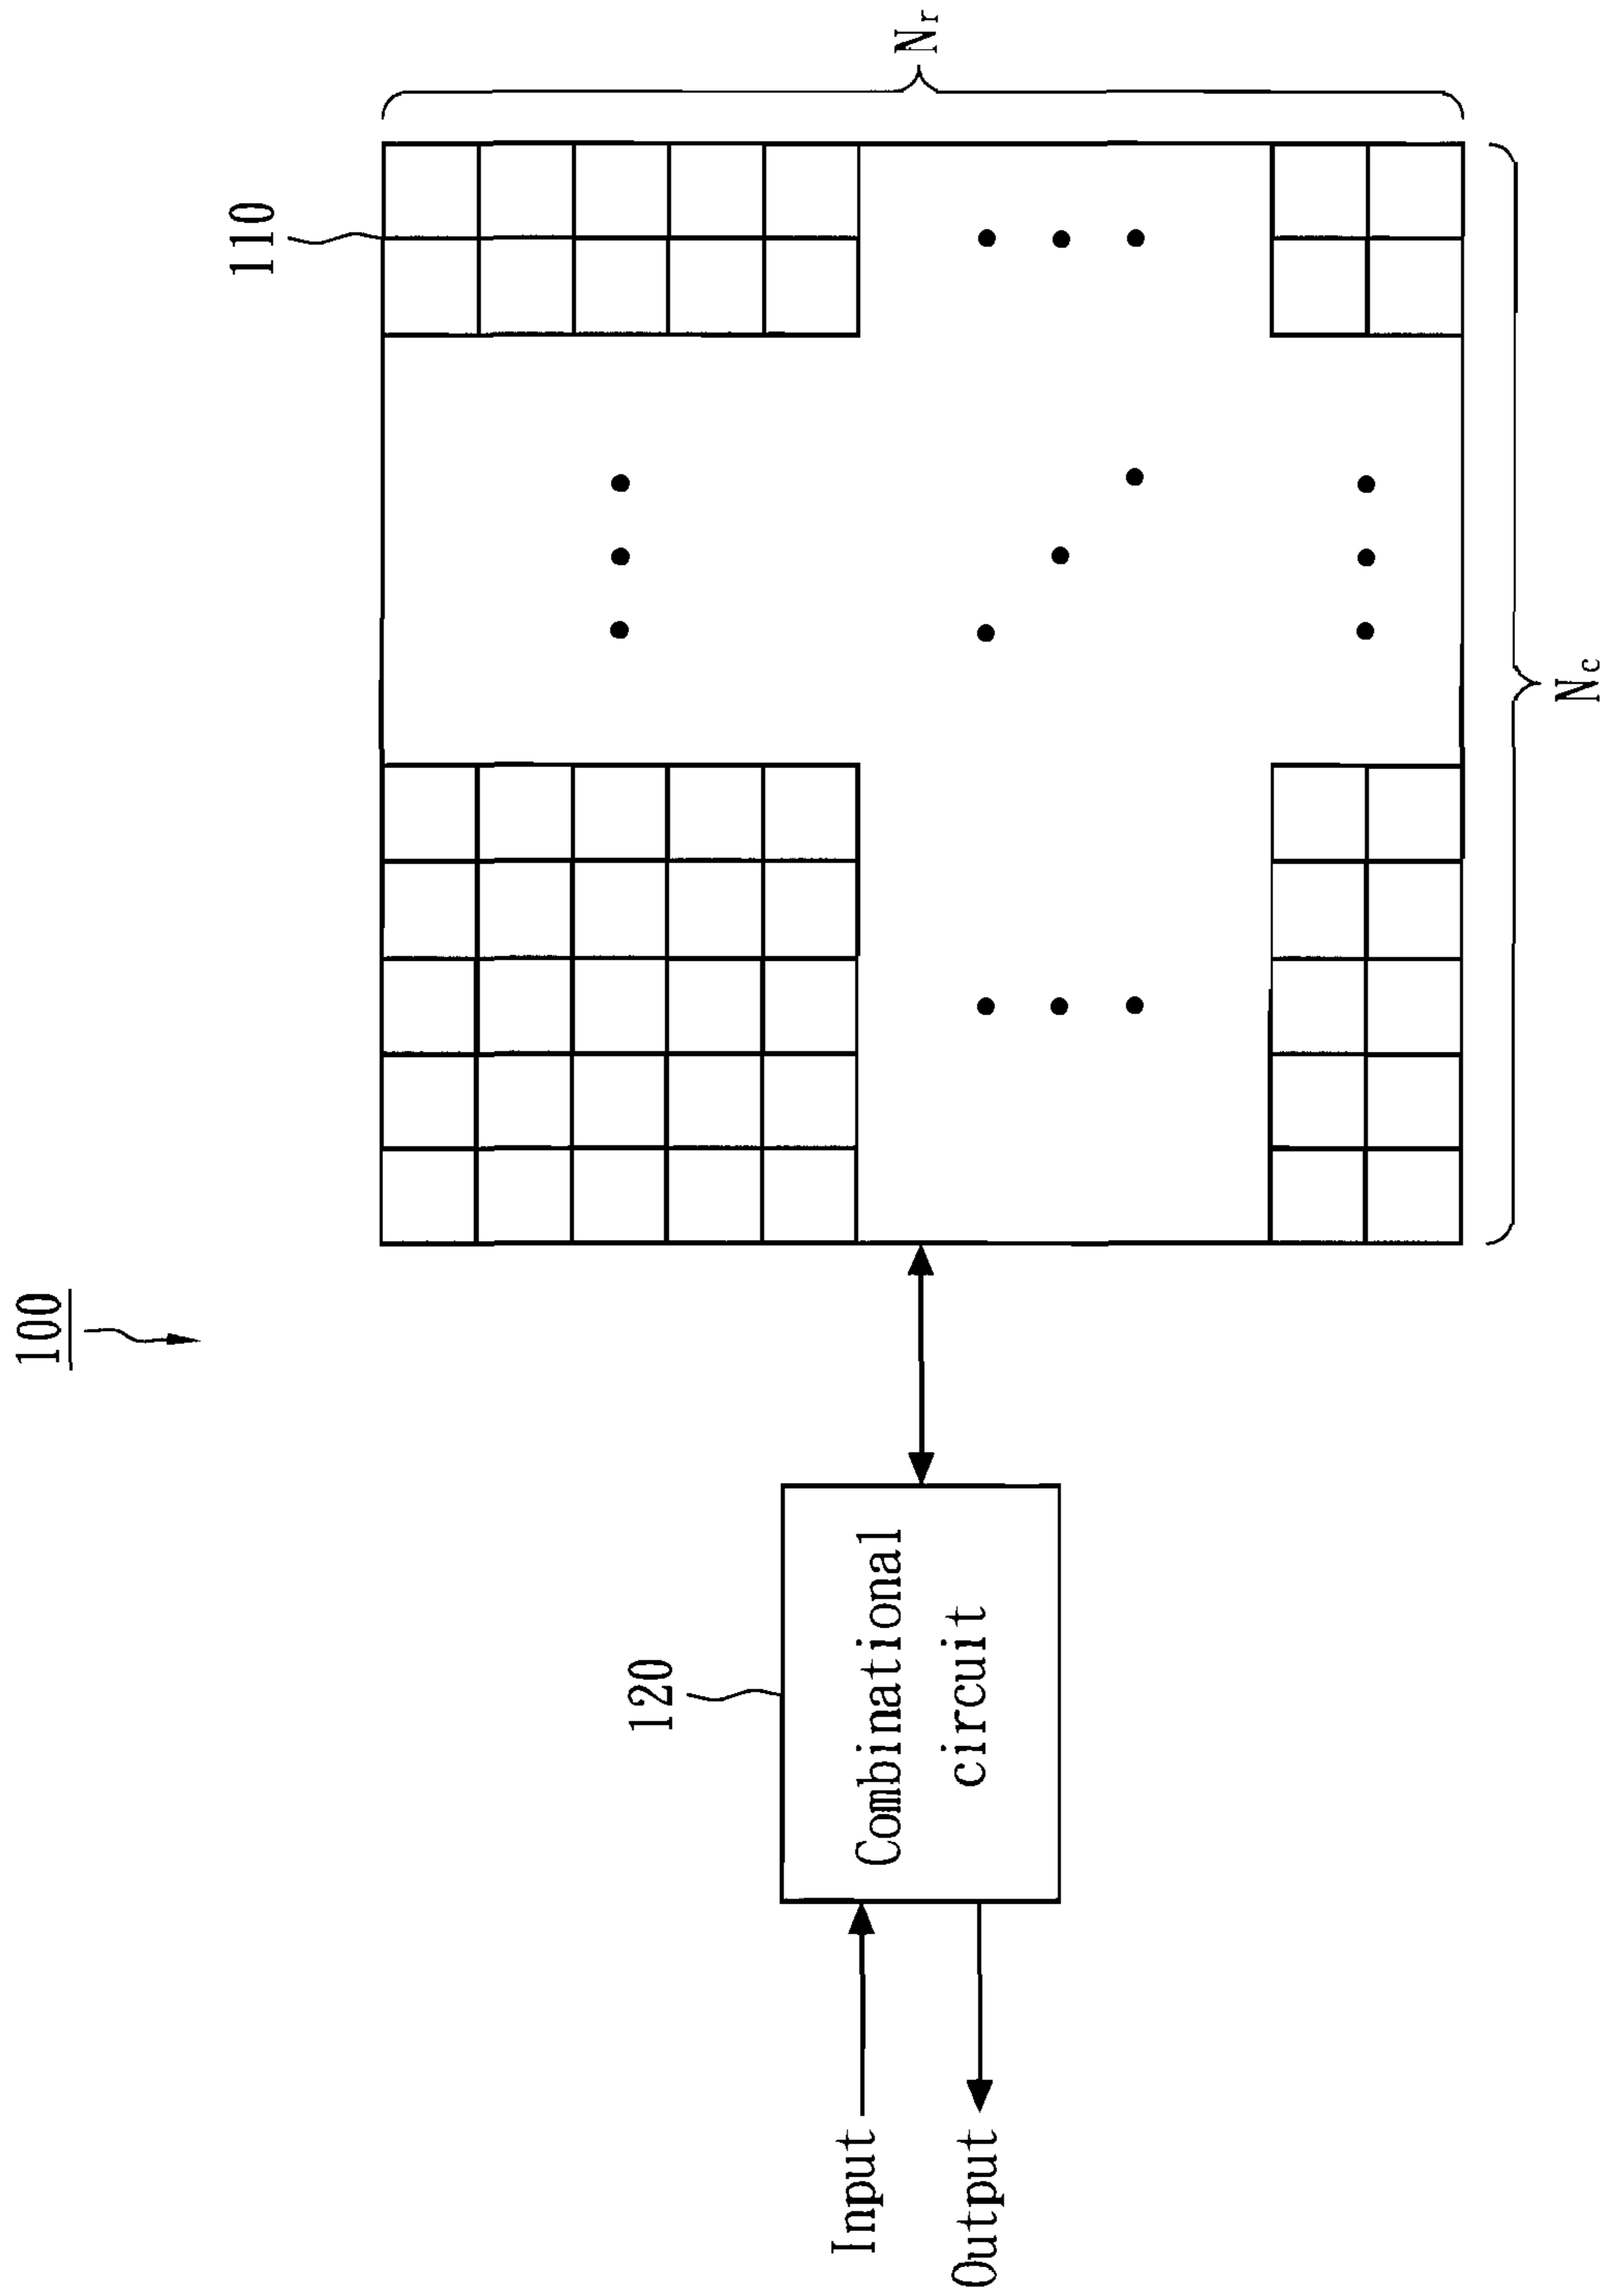 100
110
120
Input
Output
Combinational
circuit
Nr
Nc